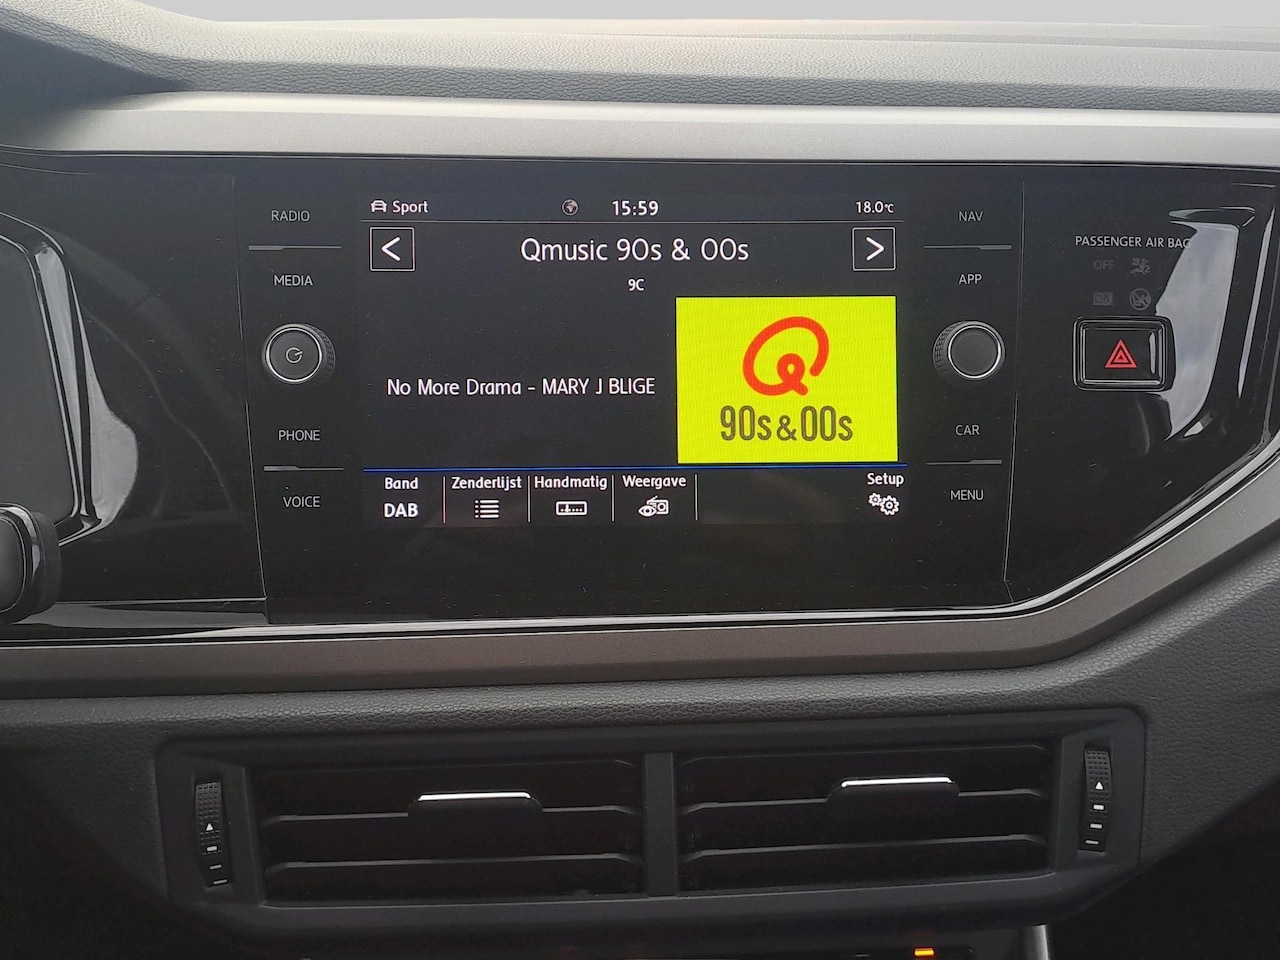 RADIO
MEDIA
PHONE
VOICE
Sport
15:59
18.0°C
Qmusic 90s & 00s
9C
No More Drama - MARY J BLIGE
90s & 00s
Band
DAB
Zenderlijst
Handmatig
Weergave
Setup
NAV
APP
CAR
MENU
PASSENGER AIR BAG
OFF
ON